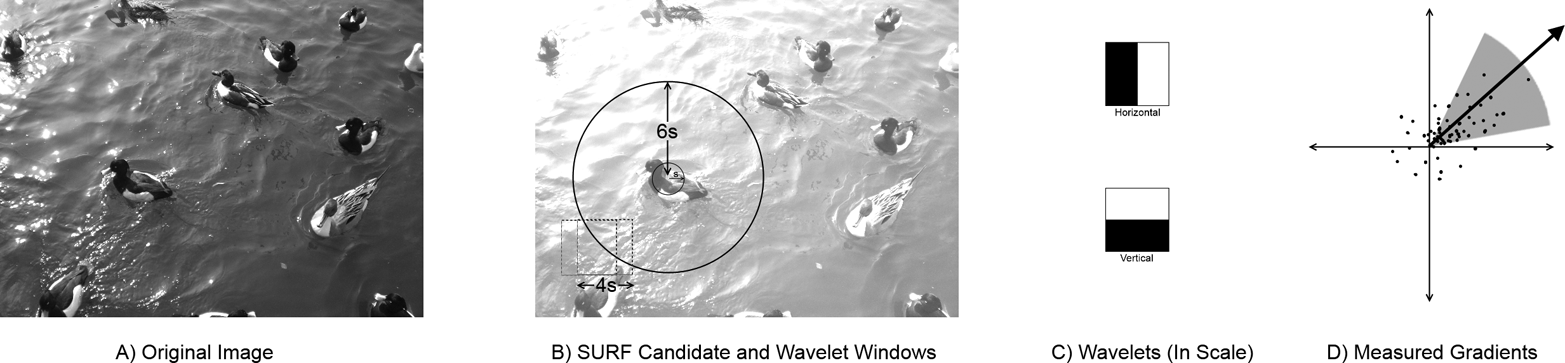 6s
s
4s
Horizontal
Vertical
A) Original Image
B) SURF Candidate and Wavelet Windows
C) Wavelets (In Scale)
D) Measured Gradients